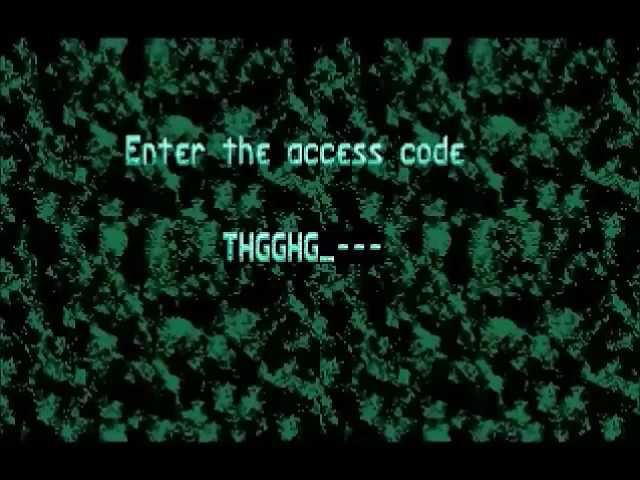 Enter the access code
THGGHG_---